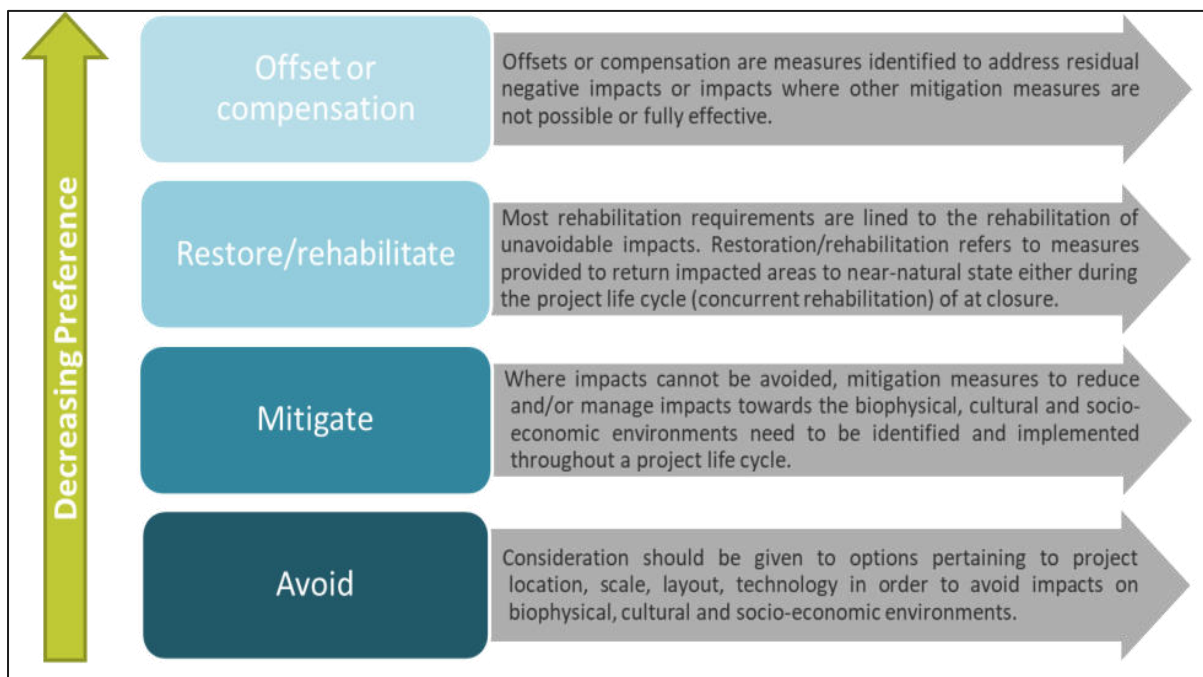 Decreasing Preference
Offset or
compensation
Offsets or compensation are measures identified to address residual
negative impacts or impacts where other mitigation measures are
not possible or fully effective.
Restore/rehabilitate
Most rehabilitation requirements are lined to the rehabilitation of
unavoidable impacts. Restoration/rehabilitation refers to measures
provided to return impacted areas to near-natural state either during
the project life cycle (concurrent rehabilitation) of at closure.
Mitigate
Where impacts cannot be avoided, mitigation measures to reduce
and/or manage impacts towards the biophysical, cultural and socio-
economic environments need to be identified and implemented
throughout a project life cycle.
Avoid
Consideration should be given to options pertaining to project
location, scale, layout, technology in order to avoid impacts on
biophysical, cultural and socio-economic environments.